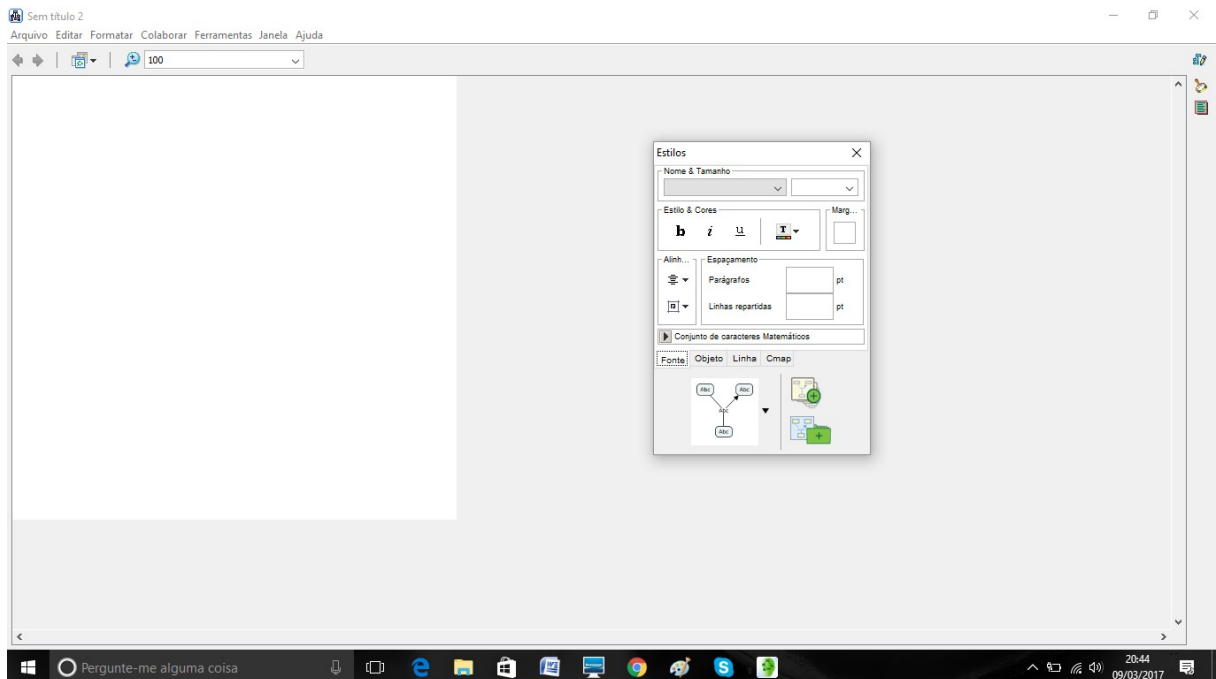 Sem título 2
Arquivo Editar Formatar Colaborar Ferramentas Janela Ajuda
100
Estilos
Nome & Tamanho
Estilo & Cores
Marg...
b i u T
Alinh...
Espaçamento
Parágrafos pt
Linhas repartidas pt
Conjunto de caracteres Matemáticos
Fonte Objeto Linha Cmap
Abc Abc
Abc
Abc
Pergunte-me alguma coisa
20:44
09/03/2017